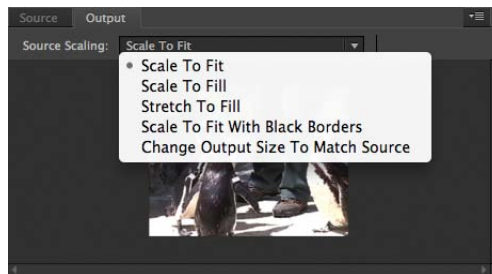 Source Output
Source Scaling: Scale To Fit
Scale To Fit
Scale To Fill
Stretch To Fill
Scale To Fit With Black Borders
Change Output Size To Match Source